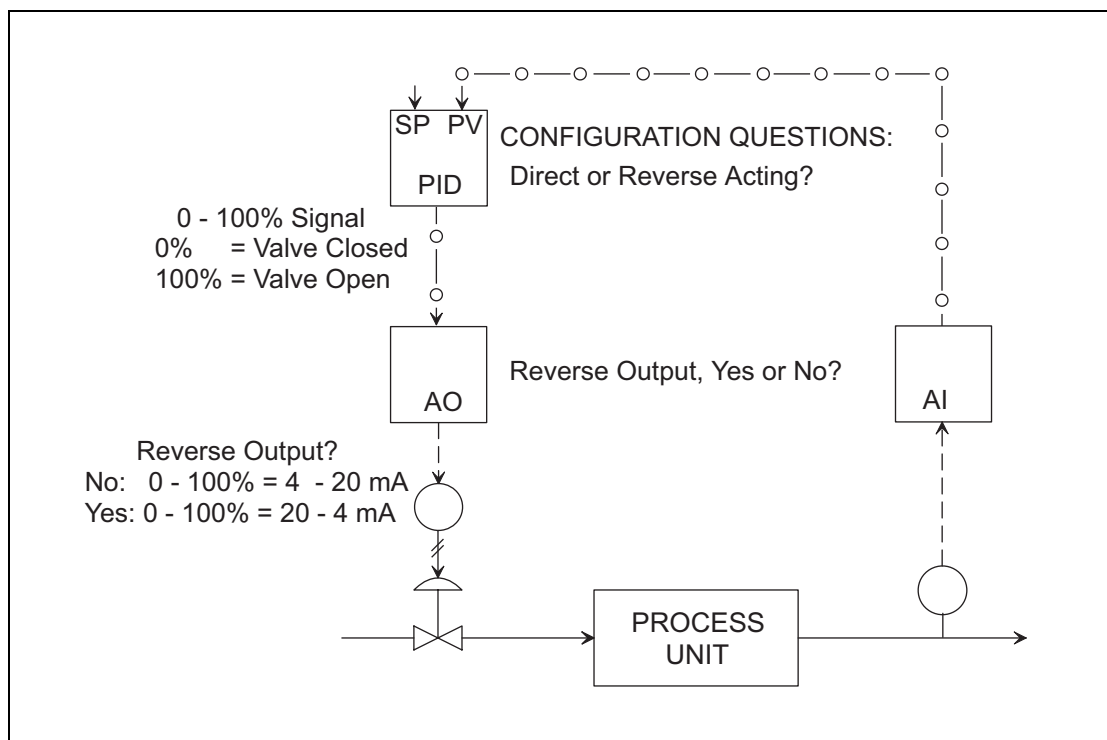 SP PV
PID
CONFIGURATION QUESTIONS:
Direct or Reverse Acting?
0 - 100% Signal
0% = Valve Closed
100% = Valve Open
AO
Reverse Output, Yes or No?
AI
Reverse Output?
No: 0 - 100% = 4 - 20 mA
Yes: 0 - 100% = 20 - 4 mA
PROCESS
UNIT